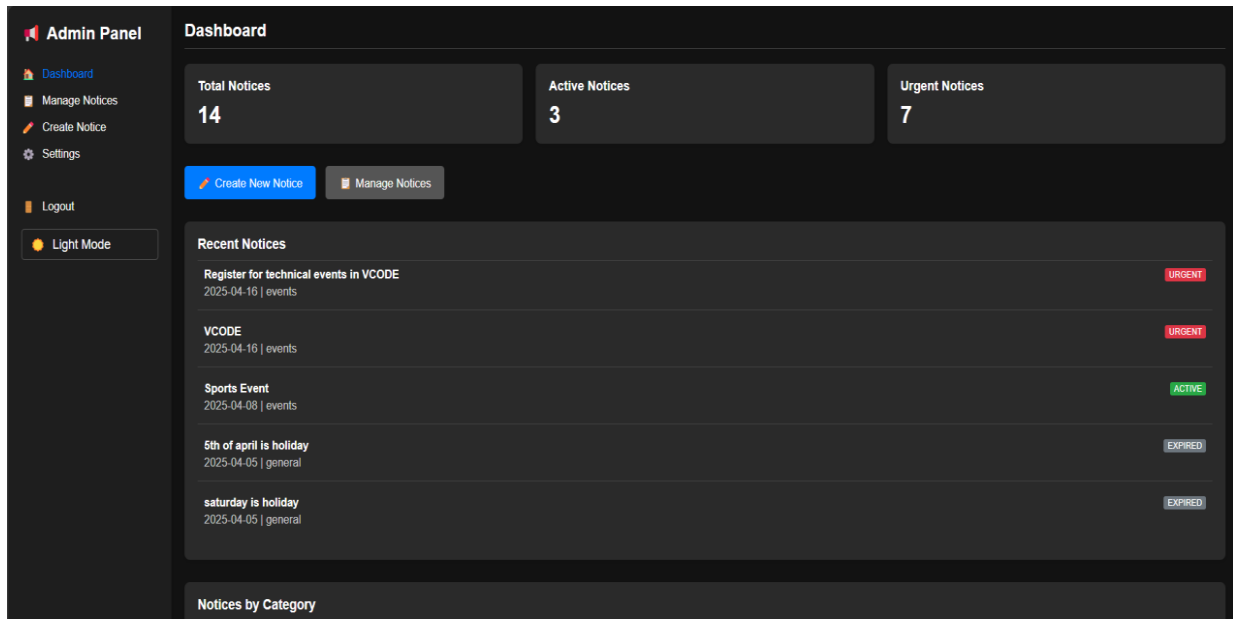 Admin Panel
Dashboard
Manage Notices
Create Notice
Settings
Logout
Light Mode
Dashboard
Total Notices
14
Active Notices
3
Urgent Notices
7
Create New Notice
Manage Notices
Recent Notices
Register for technical events in VCODE
URGENT
2025-04-16 | events
VCODE
URGENT
2025-04-16 | events
Sports Event
ACTIVE
2025-04-08 | events
5th of april is holiday
EXPIRED
2025-04-05 | general
saturday is holiday
EXPIRED
2025-04-05 | general
Notices by Category